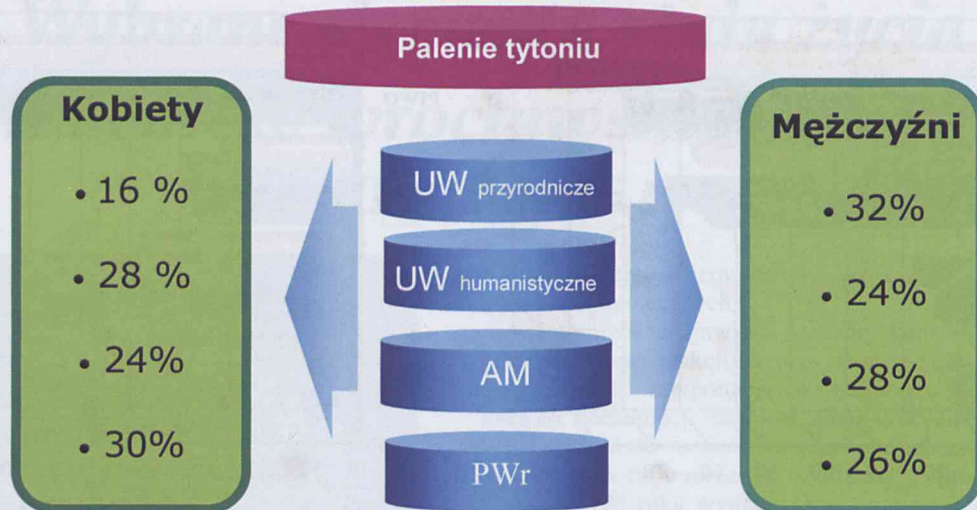 Palenie tytoniu
Kobiety
• 16 %
• 28 %
• 24%
• 30%
UW przyrodnicze
UW humanistyczne
AM
PWr
Mężczyźni
• 32%
• 24%
• 28%
• 26%